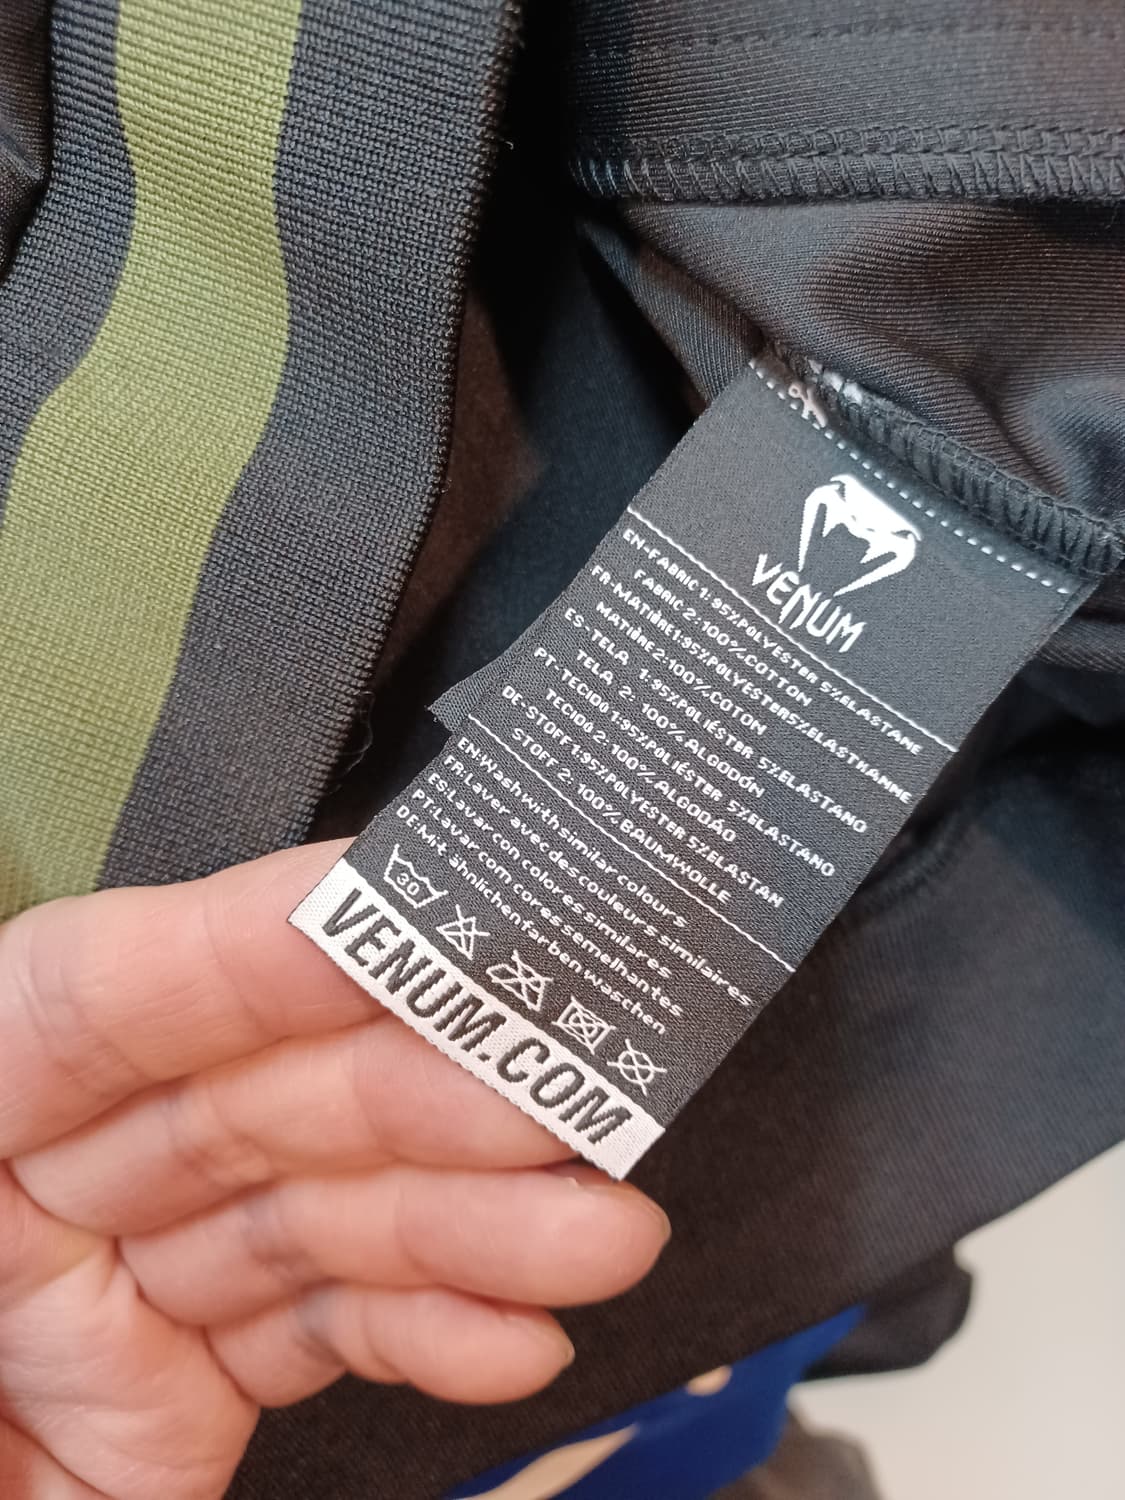 VENUM
EN-FABRIC 1: 95%POLYESTER 5%ELASTANE
FABRIC 2: 100%COTTON
FR-MATIÈRE1:95%POLYESTER5%ELASTHANNE
MATIÈRE2:100%COTON
ES-TELA 1:95%POLIÉSTER 5%ELASTANO
TELA 2: 100%ALGODÓN
PT-TECIDO 1:95%POLIÉSTER 5%ELASTANO
TECIDO 2: 100%ALGODÃO
DE-STOFF 1:95%POLYESTER 5%ELASTAN
STOFF 2: 100%BAUMWOLLE
EN:Wash with similar colours
FR:Laver avec des couleurs similaires
ES:Lavar con colores similares
PT:Lavar com cores semelhantes
DE:Mit ähnlichen farben waschen
30
VENUM.COM